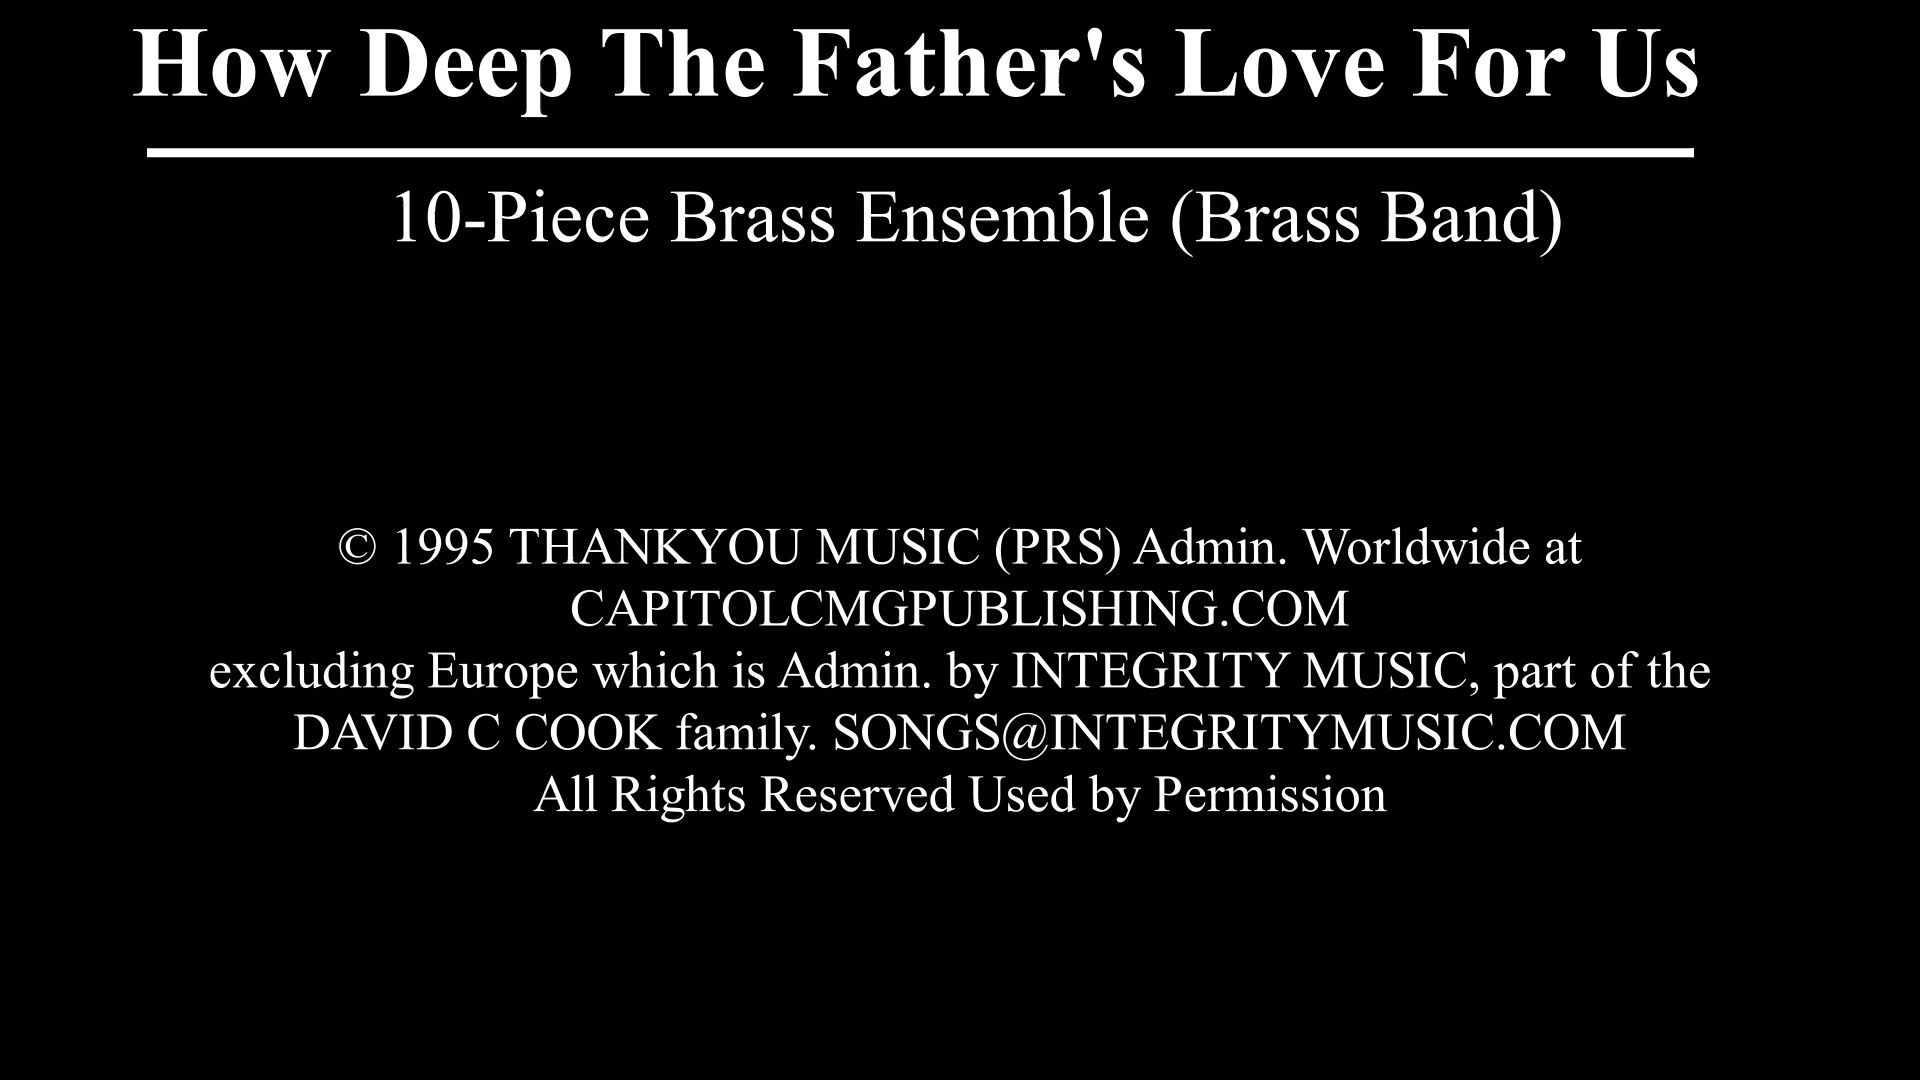 How Deep The Father's Love For Us
10-Piece Brass Ensemble (Brass Band)
© 1995 THANKYOU MUSIC (PRS) Admin. Worldwide at
CAPITOLCMGPUBLISHING.COM
excluding Europe which is Admin. by INTEGRITY MUSIC, part of the
DAVID C COOK family. SONGS@INTEGRITYMUSIC.COM
All Rights Reserved Used by Permission